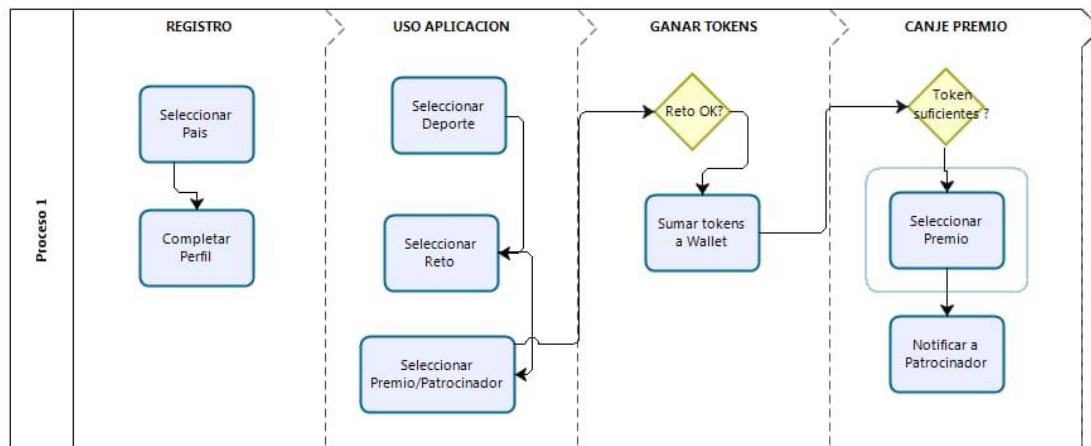 REGISTRO
USO APLICACION
GANAR TOKENS
CANJE PREMIO
Proceso 1
Seleccionar
Pais
Completar
Perfil
Seleccionar
Deporte
Seleccionar
Reto
Seleccionar
Premio/Patrocinador
Reto OK?
Sumar tokens
a Wallet
Token
suficientes ?
Seleccionar
Premio
Notificar a
Patrocinador